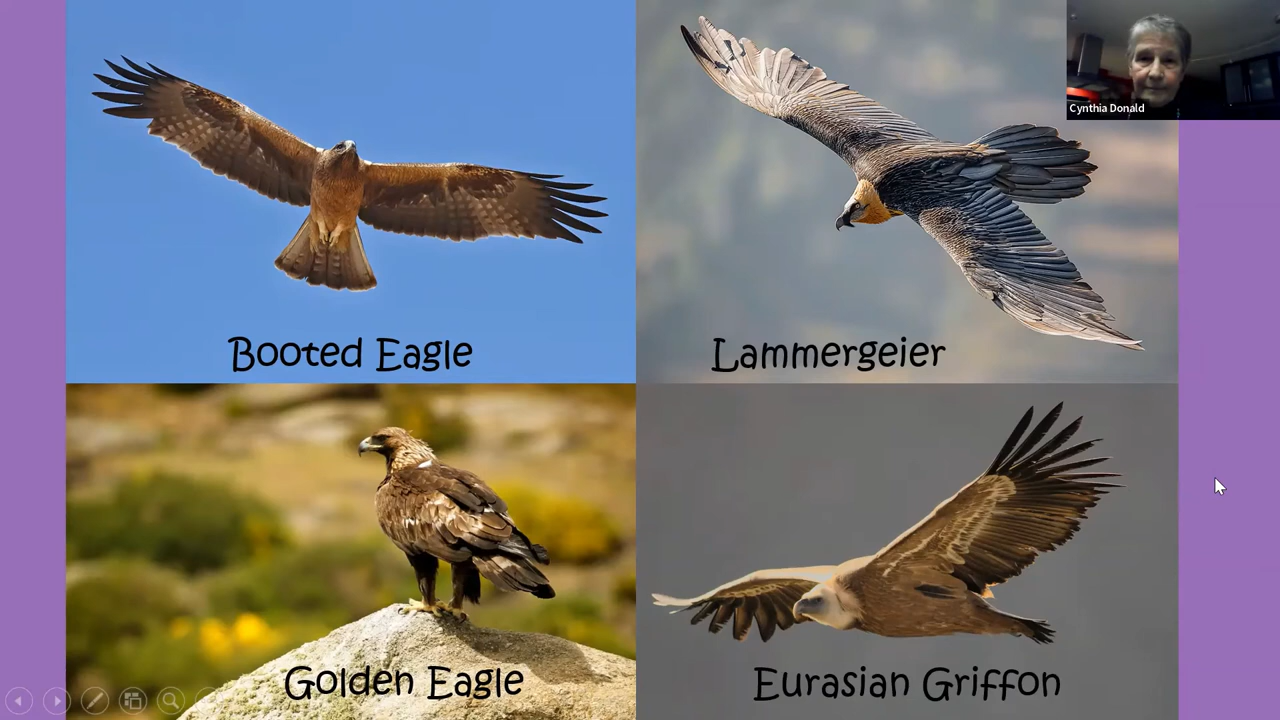 Cynthia Donald
Booted Eagle
Lammergeier
Golden Eagle
Eurasian Griffon